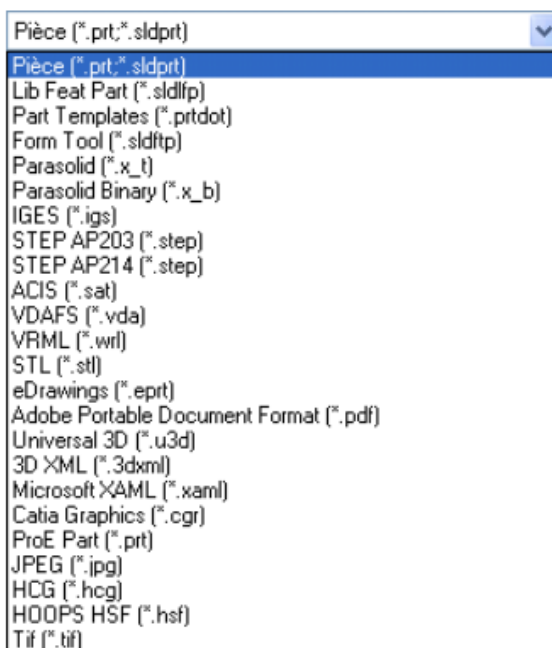 Pièce (*.prt;*.sldprt)
Pièce (*.prt;*.sldprt)
Lib Feat Part (*.sldlfp)
Part Templates (*.prtdot)
Form Tool (*.sldftp)
Parasolid (*.x_t)
Parasolid Binary (*.x_b)
IGES (*.igs)
STEP AP203 (*.step)
STEP AP214 (*.step)
ACIS (*.sat)
VDAFS (*.vda)
VRML (*.wrl)
STL (*.stl)
eDrawings (*.eprt)
Adobe Portable Document Format (*.pdf)
Universal 3D (*.u3d)
3D XML (*.3dxml)
Microsoft XAML (*.xaml)
Catia Graphics (*.cgr)
ProE Part (*.prt)
JPEG (*.jpg)
HCG (*.hcg)
HOOPS HSF (*.hsf)
Tif (*.tif)